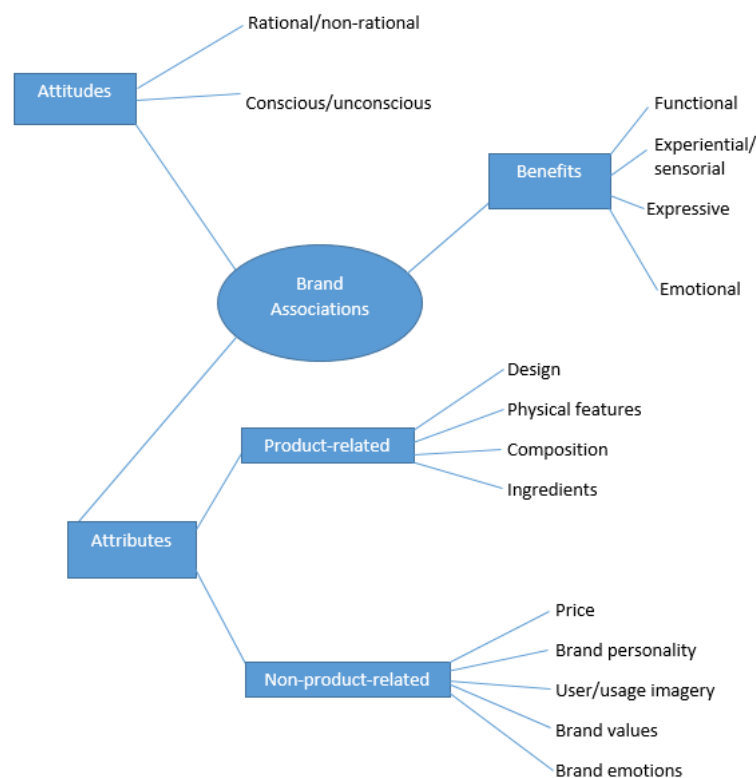 Rational/non-rational
Attitudes
Conscious/unconscious
Functional
Experiential/
sensorial
Benefits
Expressive
Emotional
Brand
Associations
Design
Physical features
Product-related
Composition
Ingredients
Attributes
Price
Brand personality
Non-product-related
User/usage imagery
Brand values
Brand emotions